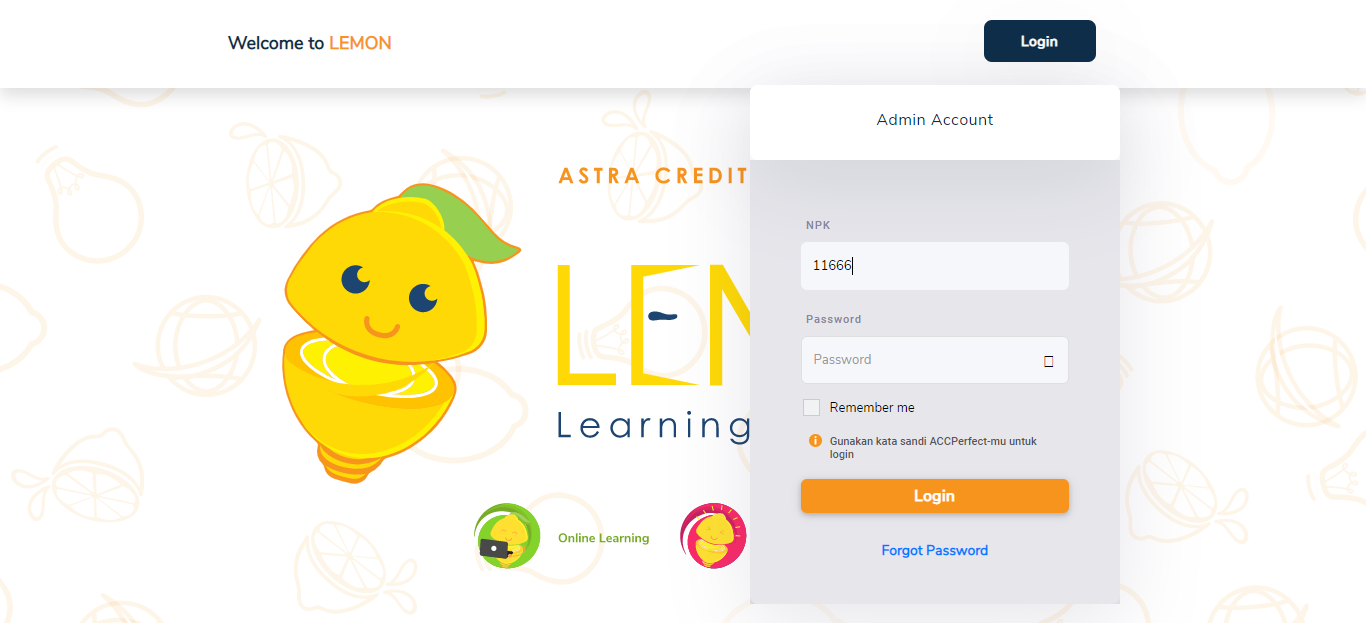 Welcome to LEMON
Login
Admin Account
ASTRA CREDIT
NPK
11666
LE
Password
Password
Remember me
Learning
Gunakan kata sandi ACCPerfect-mu untuk
login
Login
Online Learning
Forgot Password